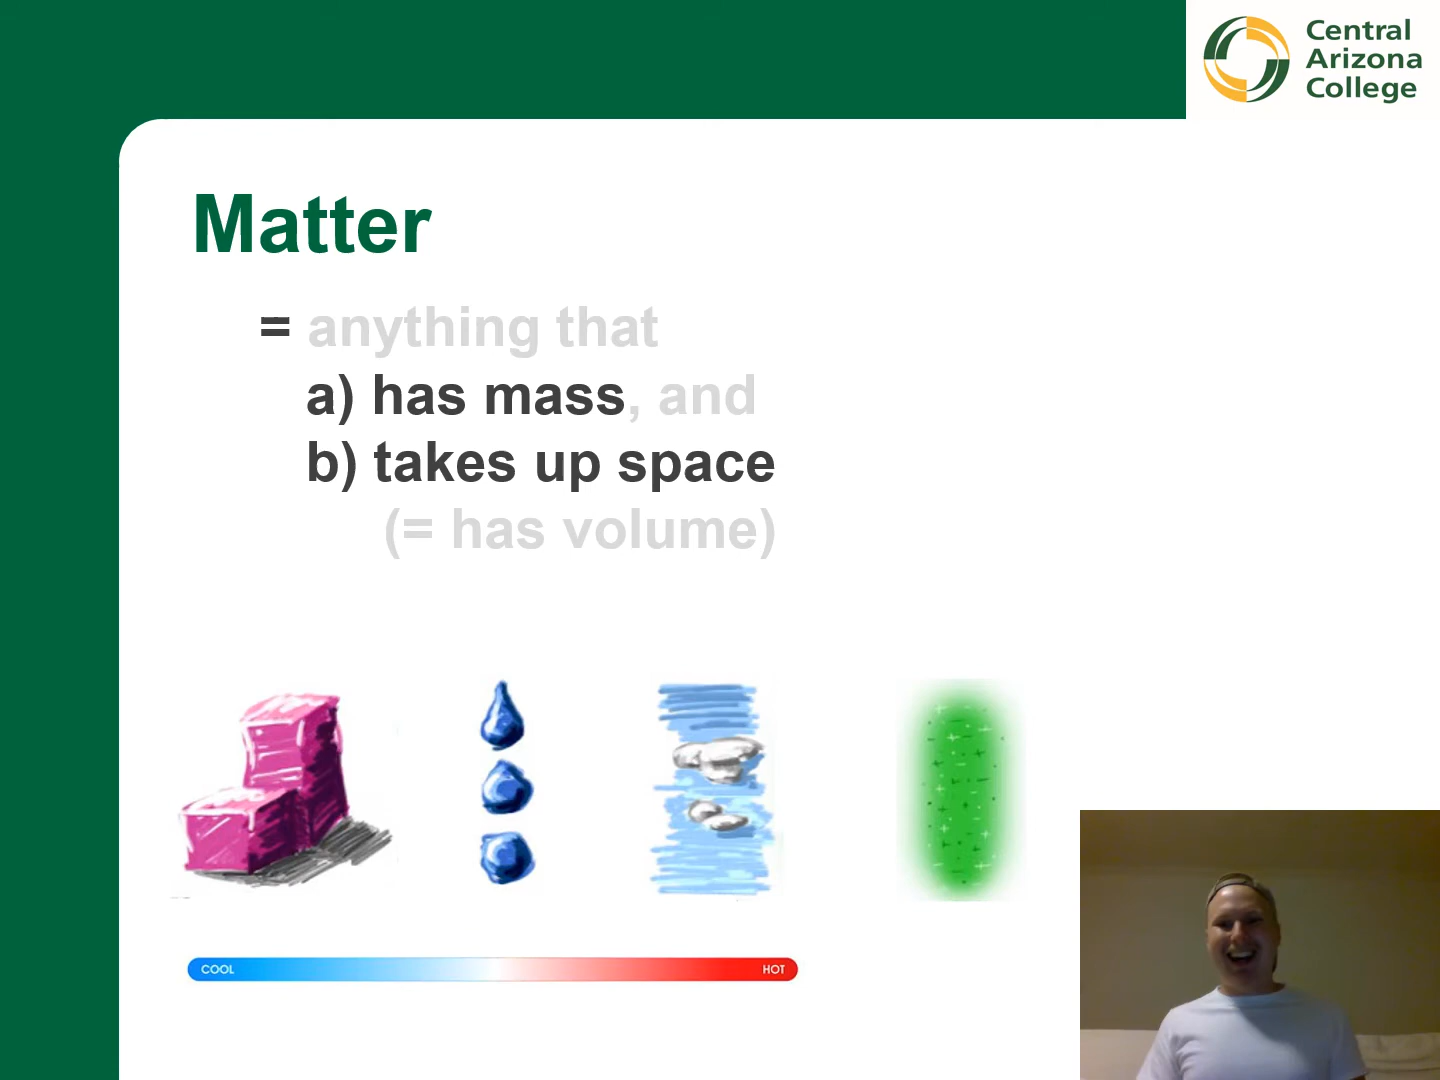 Central
Arizona
College
Matter
= anything that
a) has mass, and
b) takes up space
(= has volume)
COOL HOT